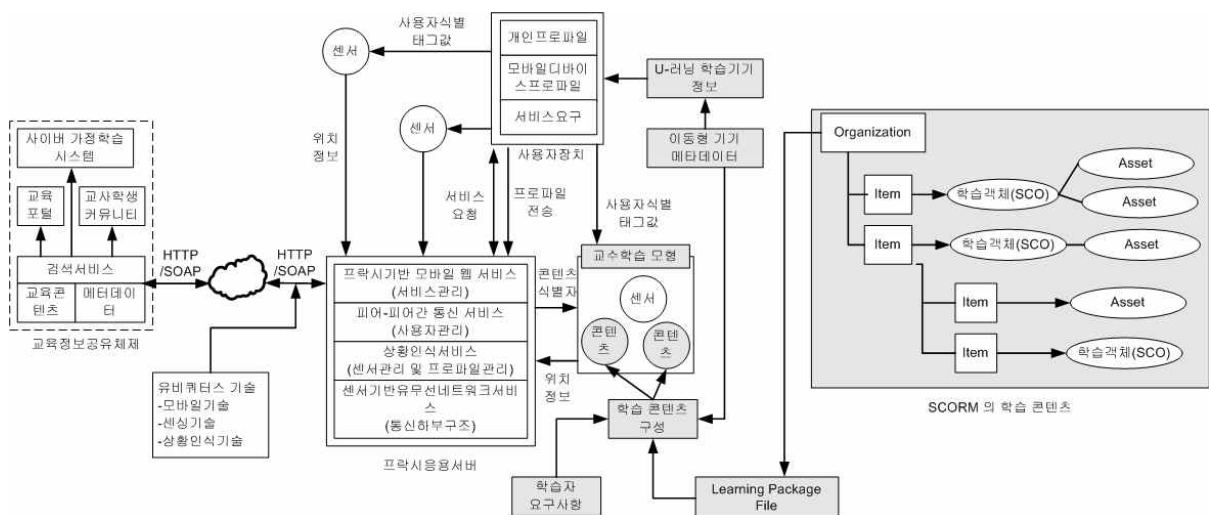 사이버 가정학습
시스템
교육
포털
교사학생
커뮤니티
검색서비스
교육콘
텐츠
메터데이
터
교육정보공유체제
HTTP
/SOAP
HTTP
/SOAP
유비쿼터스 기술
-모바일기술
-센싱기술
-상황인식기술
센서
사용자식별
태그값
센서
위치
정보
개인프로파일
모바일디바이
스프로파일
서비스요구
사용자장치
서비스
요청
프로파일
전송
사용자식별
태그값
U-러닝 학습기기
정보
이동형 기기
메타데이터
프락시기반 모바일 웹 서비스
(서비스관리)
피어-피어간 통신 서비스
(사용자관리)
상황인식서비스
(센서관리 및 프로파일관리)
센서기반유무선네트워크서비
스
(통신하부구조)
프락시응용서버
콘텐츠
식별자
위치
정보
교수학습 모형
센서
콘텐
츠
콘텐
츠
학습 콘텐츠
구성
학습자
요구사항
Learning Package
File
Organization
Item
학습객체(SCO)
Asset
Asset
Item
학습객체(SCO)
Asset
Item
Asset
Item
학습객체(SCO)
SCORM 의 학습 콘텐츠